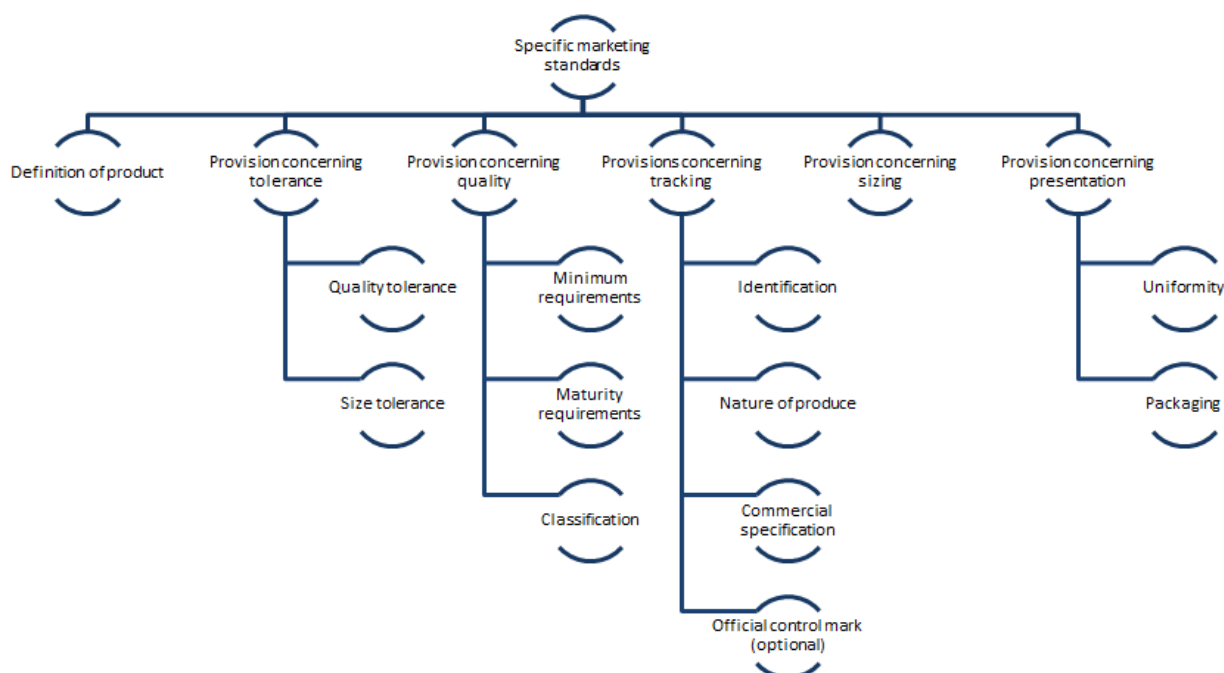 Specific marketing
standards
Definition of product
Provision concerning
tolerance
Provision concerning
quality
Provisions concerning
tracking
Provision concerning
sizing
Provision concerning
presentation
Quality tolerance
Size tolerance
Minimum
requirements
Maturity
requirements
Classification
Identification
Nature of produce
Commercial
specification
Official control mark
(optional)
Uniformity
Packaging